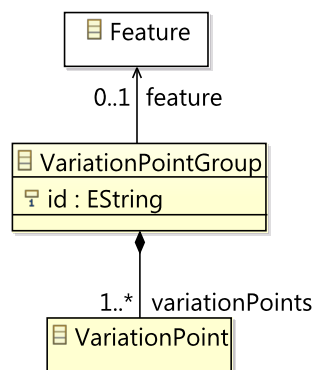 Feature
0..1 feature
VariationPointGroup
id : EString
1..* variationPoints
VariationPoint